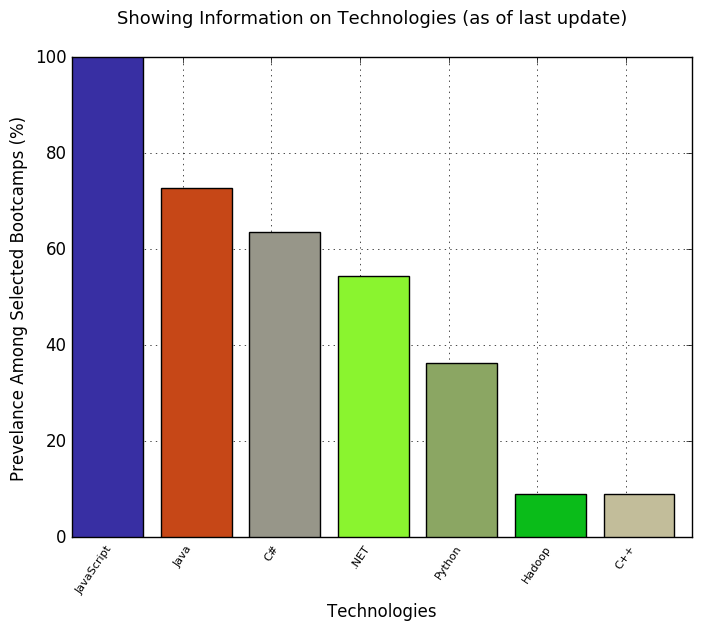 Showing Information on Technologies (as of last update)
100
80
60
40
20
0
Prevelance Among Selected Bootcamps (%)
JavaScript
Java
C#
.NET
Python
Hadoop
C++
Technologies